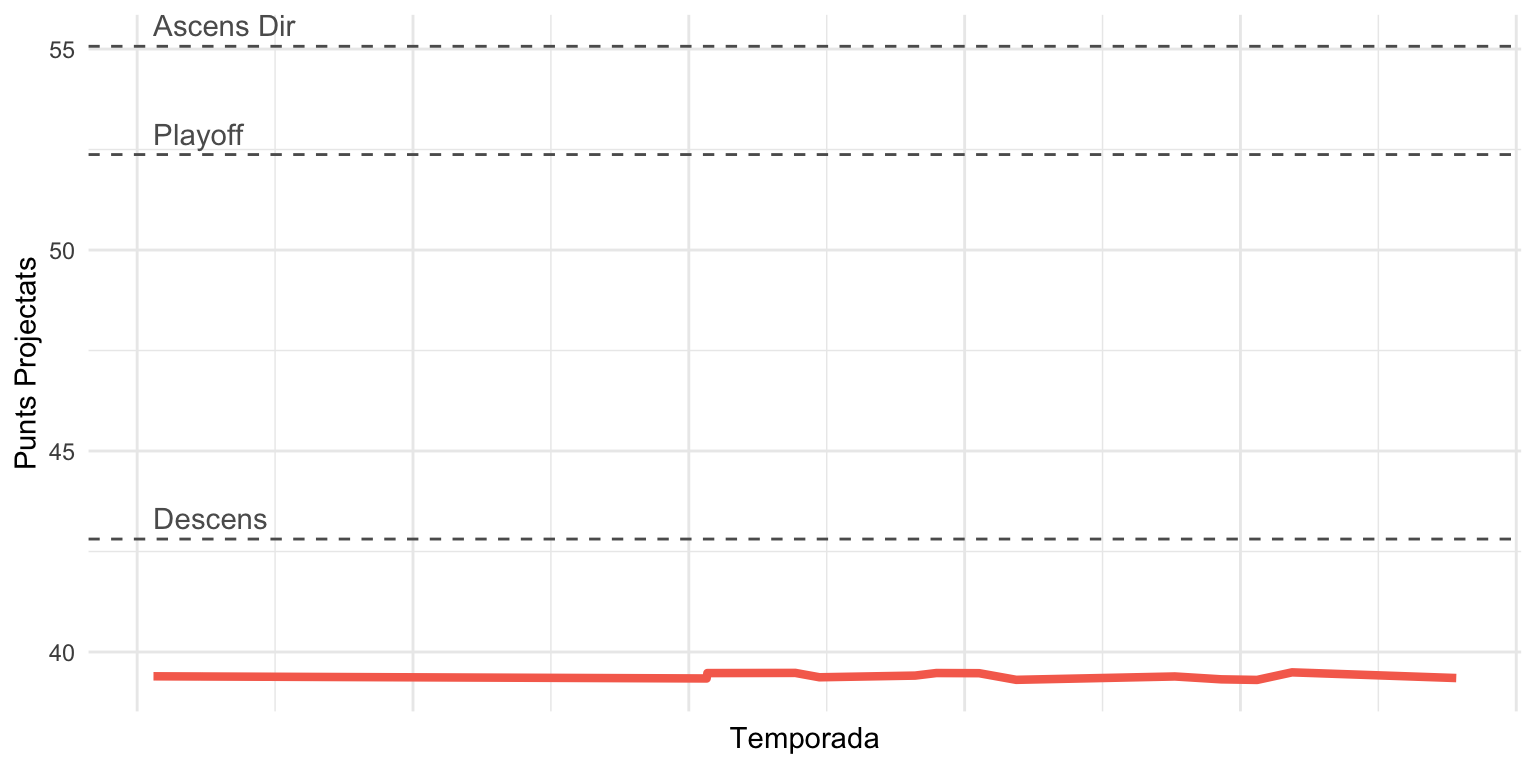 Ascens Dir
55
Playoff
50
Punts Projectats
45
Descens
40
Temporada